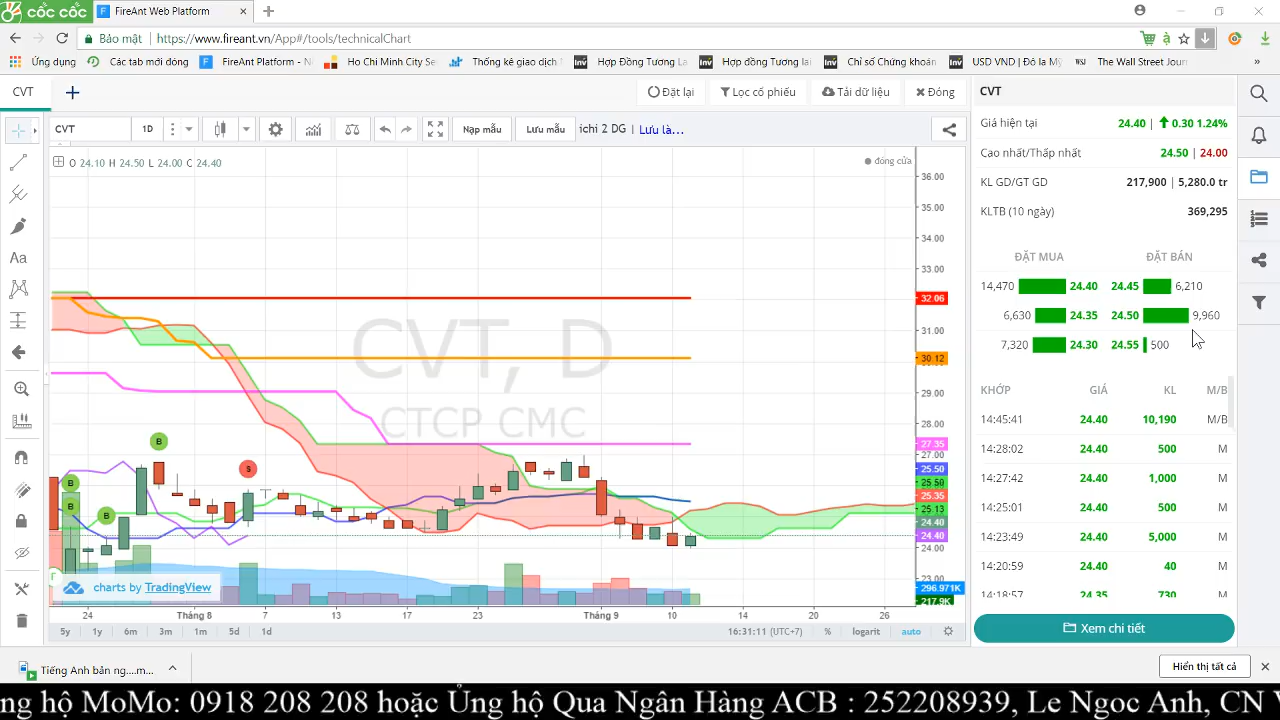 cốc cốc
FireAnt Web Platform
Bảo mật | https://www.fireant.vn/App#/tools/technicalChart
Ứng dụng
Các bộ mới đóng
FireAnt Platform - N
Ho Chi Minh City Se
Thống kê giao dịch
Hợp Đồng Tương La
Hợp đồng Tương lai
Chỉ số Chứng khoán
USD VND | Đô la Mỹ
The Wall Street Jour
CVT
Đặt lại
Lọc cổ phiếu
Tải dữ liệu
Đóng
CVT
1D
Nạp mẫu
Lưu mẫu
ichi 2 DG | Lưu là...
O 24.10 H 24.50 L 24.00 C 24.40
đóng cửa
CVT, D
CTCP CMC
36.00
35.00
34.00
33.00
32.06
31.00
30.12
29.00
28.00
27.35
27.00
25.50
25.50
25.35
25.13
24.40
24.40
24.00
23.00
296.971K
217.9K
B
B
B
B
S
charts by TradingView
24
Tháng 8
7
13
17
23
Tháng 9
10
14
20
26
5y 1y 6m 3m 1m 5d 1d
16:31:11 (UTC+7)
% logarit auto
CVT
Giá hiện tại 24.40 | 0.30 1.24%
Cao nhất/Thấp nhất 24.50 | 24.00
KL GD/GT GD 217,900 | 5,280.0 tr
KLTB (10 ngày) 369,295
ĐẶT MUA ĐẶT BÁN
14,470 24.40 24.45 6,210
6,630 24.35 24.50 9,960
7,320 24.30 24.55 500
KHỚP GIÁ KL M/B
14:45:41 24.40 10,190 M/B
14:28:02 24.40 500 M
14:27:42 24.40 1,000 M
14:25:01 24.40 500 M
14:23:49 24.40 5,000 M
14:20:59 24.40 40 M
14:18:57 24.35 730 M
Xem chi tiết
Tiếng Anh bản ng....m...
Hiển thị tất cả
ng hộ MoMo: 0918 208 208 hoặc Ủng hộ Qua Ngân Hàng ACB : 252208939, Le Ngoc Anh, CN V